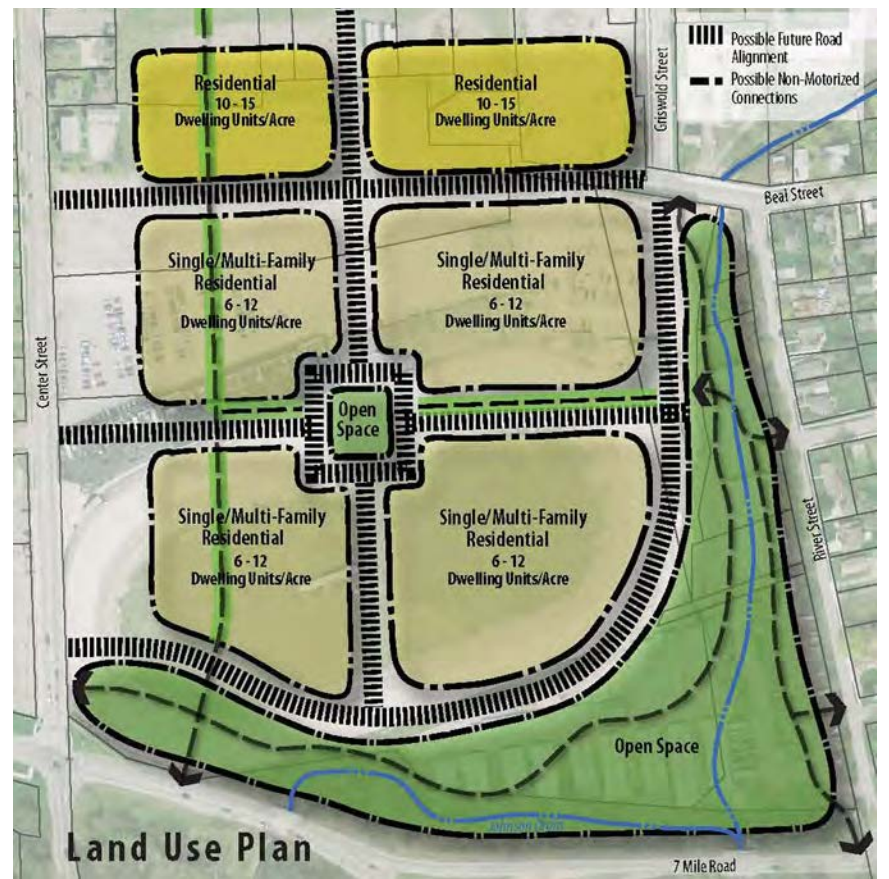 Possible Future Road
Alignment
Possible Non-Motorized
Connections
Griswold Street
Residential
10 - 15
Dwelling Units/Acre
Residential
10 - 15
Dwelling Units/Acre
Beal Street
Single/Multi-Family
Residential
6 - 12
Dwelling Units/Acre
Single/Multi-Family
Residential
6 - 12
Dwelling Units/Acre
Center Street
Open
Space
Single/Multi-Family
Residential
6 - 12
Dwelling Units/Acre
Single/Multi-Family
Residential
6 - 12
Dwelling Units/Acre
River Street
Open Space
Johnson
Land Use Plan
7 Mile Road